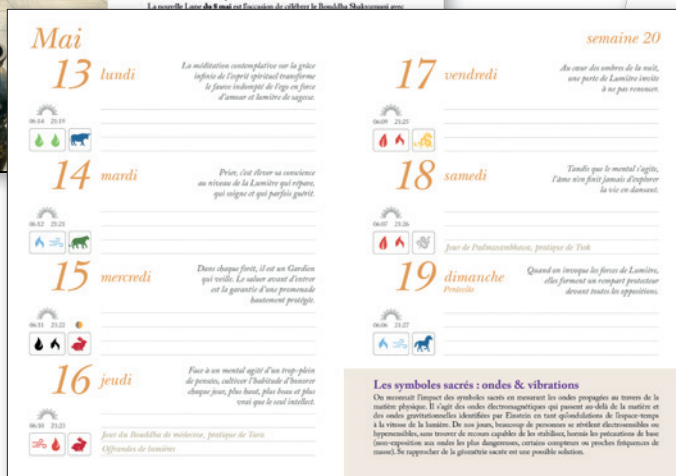 La nouvelle Lune du 8 mai est l'occasion de célébrer le Bouddha Shakyamuni avec
Mai
13 lundi
La méditation contemplative sur la grâce
infinie de l'esprit spirituel transforme
le fauve indompté de l'ego en force
d'amour et lumière de sagesse.
06:14 21:19
14 mardi
Prier, c'est élever sa conscience
au niveau de la Lumière qui répare,
qui soigne et qui parfois guérit.
06:12 21:21
15 mercredi
Dans chaque forêt, il est un Gardien
qui veille. Le saluer avant d'entrer
est la garantie d'une promenade
hautement protégée.
06:11 21:22
16 jeudi
Face à un mental agité d'un trop-plein
de pensées, cultiver l'habitude d'honorer
chaque jour, plus haut, plus beau et plus
vrai que le seul intellect.
06:10 21:23
Jour du Bouddha de médecine, pratique de Tara
Offrandes de lumières
semaine 20
17 vendredi
Au cœur des ombres de la nuit,
une porte de Lumière invite
à ne pas renoncer.
06:09 21:25
18 samedi
Tandis que le mental s'agite,
l'âme n'en finit jamais d'explorer
la vie en dansant.
06:07 21:26
Jour de Padmasambhava, pratique de Tsok
19 dimanche
Pentecôte
Quand on invoque les forces de Lumière,
elles forment un rempart protecteur
devant toutes les oppositions.
06:06 21:27
Les symboles sacrés : ondes & vibrations
On reconnaît l'impact des symboles sacrés en mesurant les ondes propagées au travers de la
matière physique. Il s'agit des ondes électromagnétiques qui passent au-delà de la matière et
des ondes gravitationnelles identifiées par Einstein en tant qu'ondulations de l'espace-temps
à la vitesse de la lumière. De nos jours, beaucoup de personnes se révèlent électrosensibles ou
hypersensibles, sans trouver de recours capables de les stabiliser, hormis les précautions de base
(non-exposition aux ondes les plus dangereuses, certains compteurs ou proches fréquences de
masse). Se rapprocher de la géométrie sacrée est une possible solution.